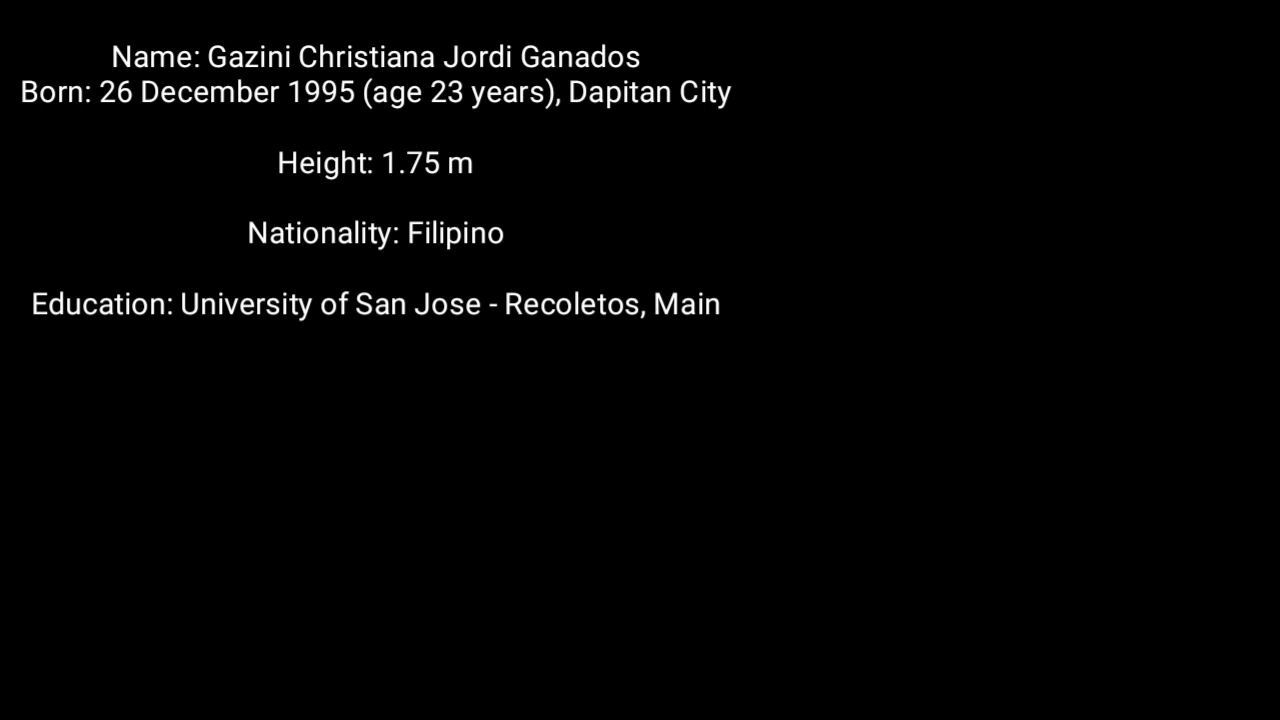 Name: Gazini Christiana Jordi Ganados
Born: 26 December 1995 (age 23 years), Dapitan City
Height: 1.75 m
Nationality: Filipino
Education: University of San Jose - Recoletos, Main